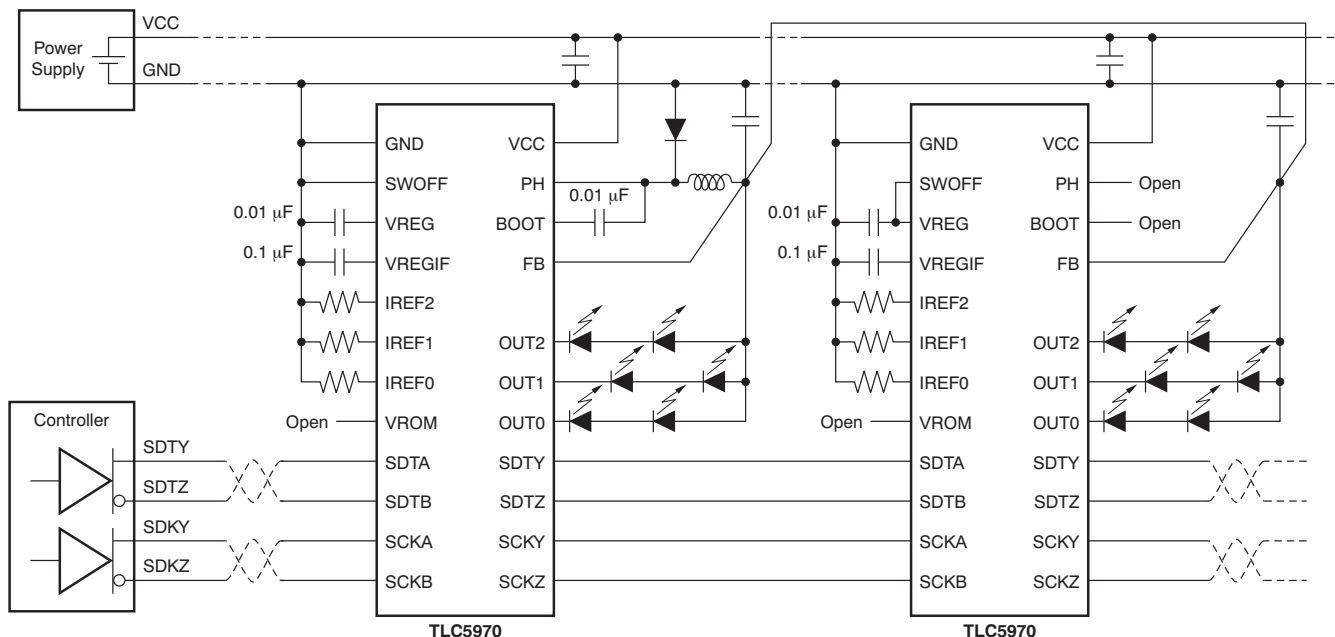 Power
Supply
VCC
GND
GND
SWOFF
0.01 μF
VREG
0.1 μF
VREGIF
IREF2
IREF1
IREF0
Open
VROM
SDTA
SDTB
SCKA
SCKB
VCC
PH
BOOT
0.01 μF
FB
OUT2
OUT1
OUT0
SDTY
SDTZ
SCKY
SCKZ
TLC5970
GND
SWOFF
0.01 μF
VREG
0.1 μF
VREGIF
IREF2
IREF1
IREF0
Open
VROM
SDTA
SDTB
SCKA
SCKB
VCC
PH
Open
BOOT
Open
FB
OUT2
OUT1
OUT0
SDTY
SDTZ
SCKY
SCKZ
TLC5970
Controller
SDTY
SDTZ
SDKY
SDKZ